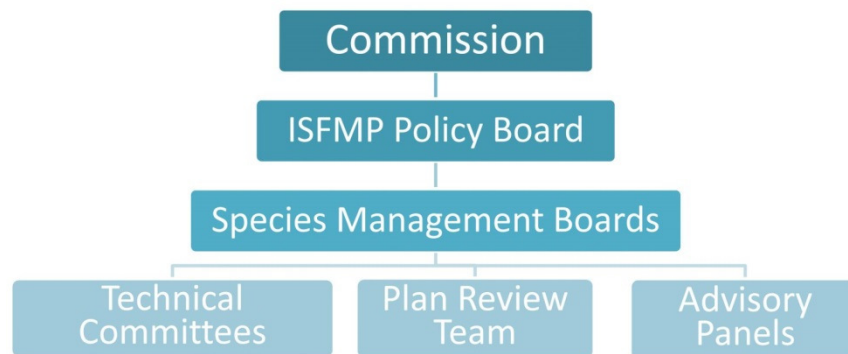 Commission
ISFMP Policy Board
Species Management Boards
Technical
Committees
Plan Review
Team
Advisory
Panels